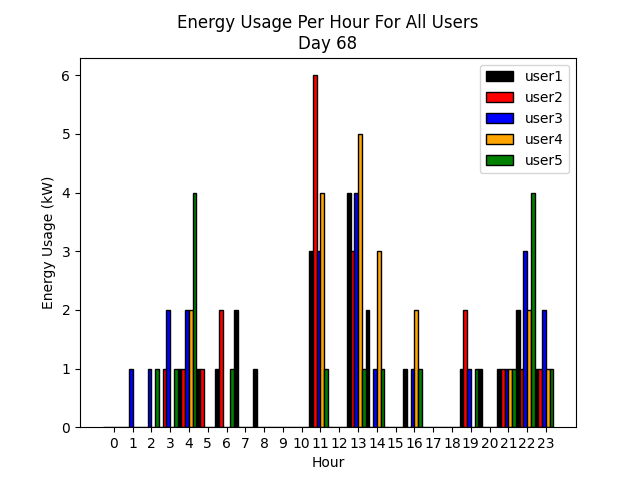 Energy Usage Per Hour For All Users
Day 68
user1
user2
user3
user4
user5
Energy Usage (kW)
6
5
4
3
2
1
0
0 1 2 3 4 5 6 7 8 9 10 11 12 13 14 15 16 17 18 19 20 21 22 23
Hour